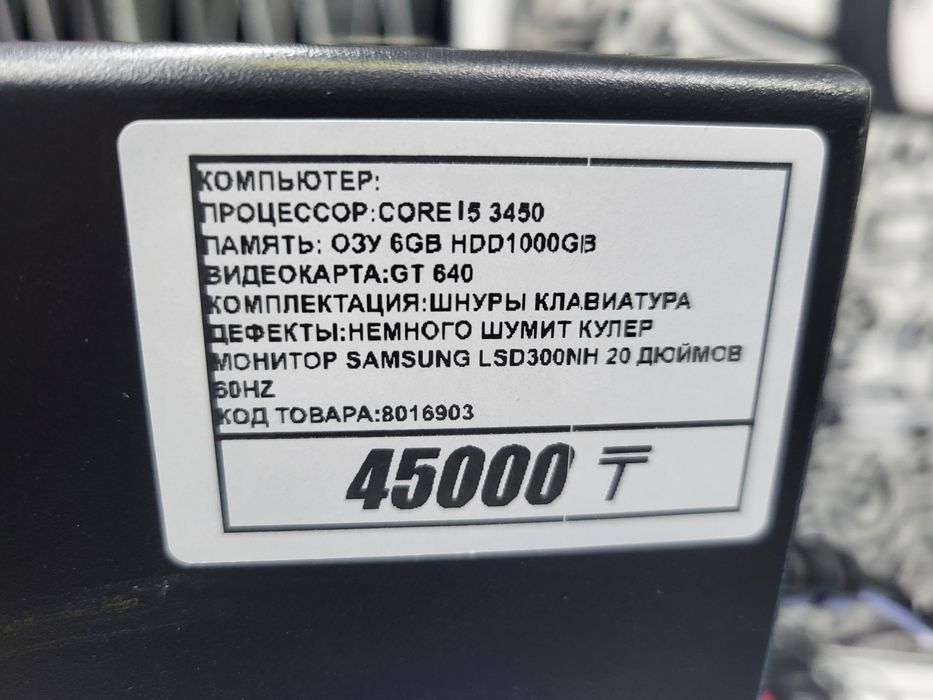 КОМПЬЮТЕР:
ПРОЦЕССОР:CORE I5 3450
ПАМЯТЬ: ОЗУ 6GB HDD1000GB
ВИДЕОКАРТА:GT 640
КОМПЛЕКТАЦИЯ:ШНУРЫ КЛАВИАТУРА
ДЕФЕКТЫ:НЕМНОГО ШУМИТ КУЛЕР
МОНИТОР SAMSUNG LSD300NH 20 ДЮЙМОВ
60HZ
КОД ТОВАРА:8016903
45000 ₸